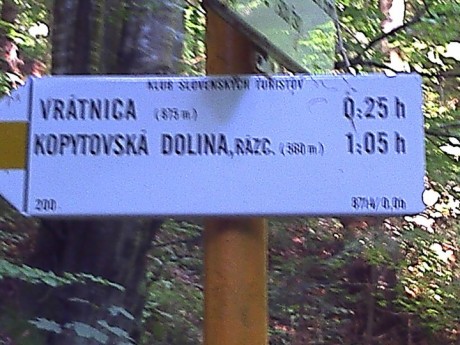 KLUB SLOVENSKÝCH TURISTOV
VRÁTNICA (875 m) 0:25 h
KOPYTOVSKÁ DOLINA, RÁZC. (380 m) 1:05 h
200 8714/0,0h